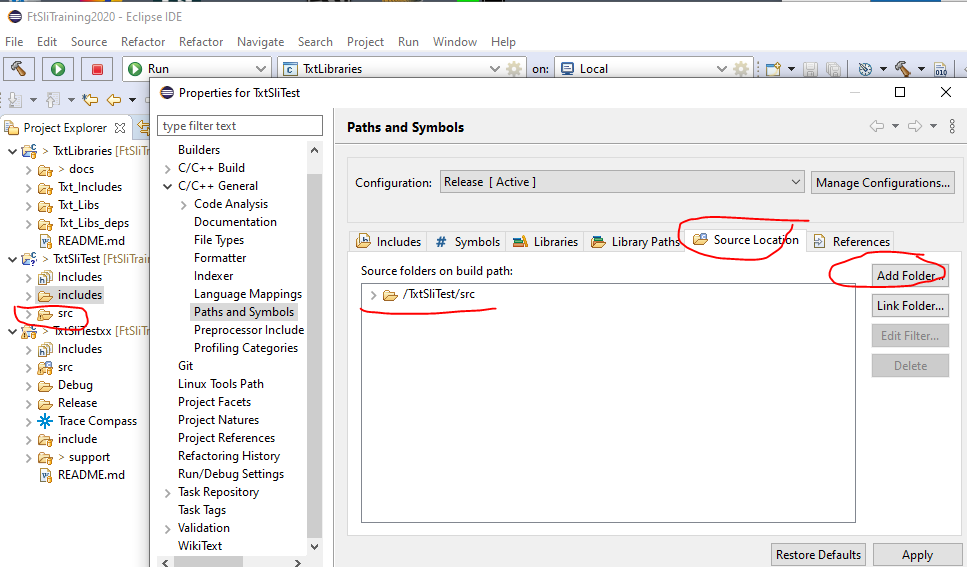 FtSliTraining2020 - Eclipse IDE
File Edit Source Refactor Refactor Navigate Search Project Run Window Help
Run TxtLibraries on: Local
Properties for TxtSliTest
Project Explorer
type filter text
Paths and Symbols
> TxtLibraries [FtSliTr
> docs
Txt_Includes
Txt_Libs
Txt_Libs_deps
README.md
> TxtSliTest [FtSliTrain
Includes
includes
src
> TxtSliTestxx [FtSliT
Includes
src
Debug
Release
Trace Compass
include
> support
README.md
Builders
C/C++ Build
C/C++ General
Code Analysis
Documentation
File Types
Formatter
Indexer
Language Mappings
Paths and Symbols
Preprocessor Include
Profiling Categories
Git
Linux Tools Path
Project Facets
Project Natures
Project References
Refactoring History
Run/Debug Settings
Task Repository
Task Tags
Validation
WikiText
Configuration: Release [ Active ] Manage Configurations...
Includes # Symbols Libraries Library Paths Source Location References
Source folders on build path:
/TxtSliTest/src
Add Folder...
Link Folder...
Edit Filter...
Delete
Restore Defaults Apply